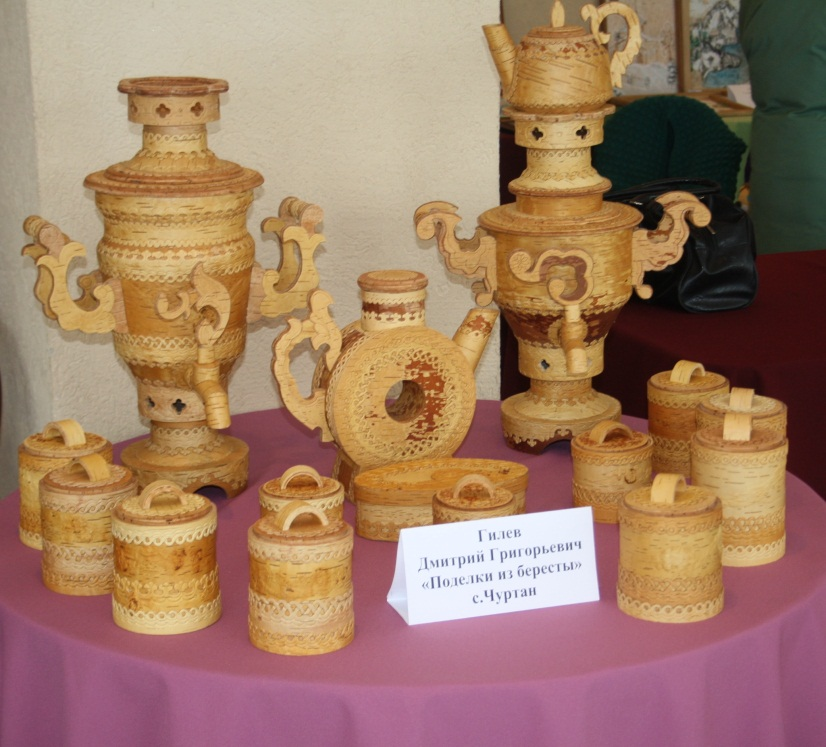 Гилев
Дмитрий Григорьевич
«Поделки из бересты»
с.Чуртан